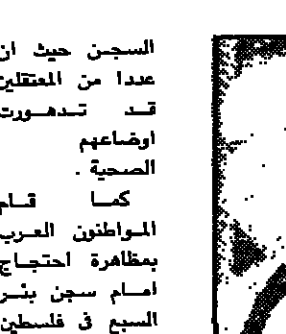 السجن حيث ان
عددا من المعتقلين
قد تدهورت
اوضاعهم
الصحية .
كما قام
المواطنون العرب
بمظاهرة احتجاج
امام سجن بئر
السبع في فلسطين